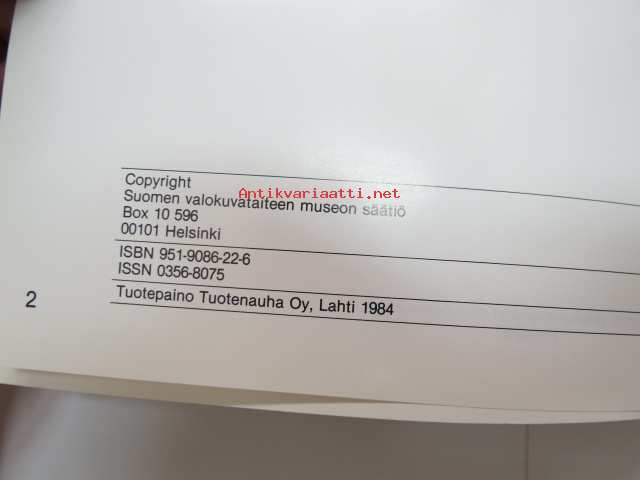 Copyright
Antikvariaatti.net
Suomen valokuvataiteen museon säätiö
Box 10 596
00101 Helsinki
ISBN 951-9086-22-6
ISSN 0356-8075
Tuotepaino Tuotenauha Oy, Lahti 1984
2